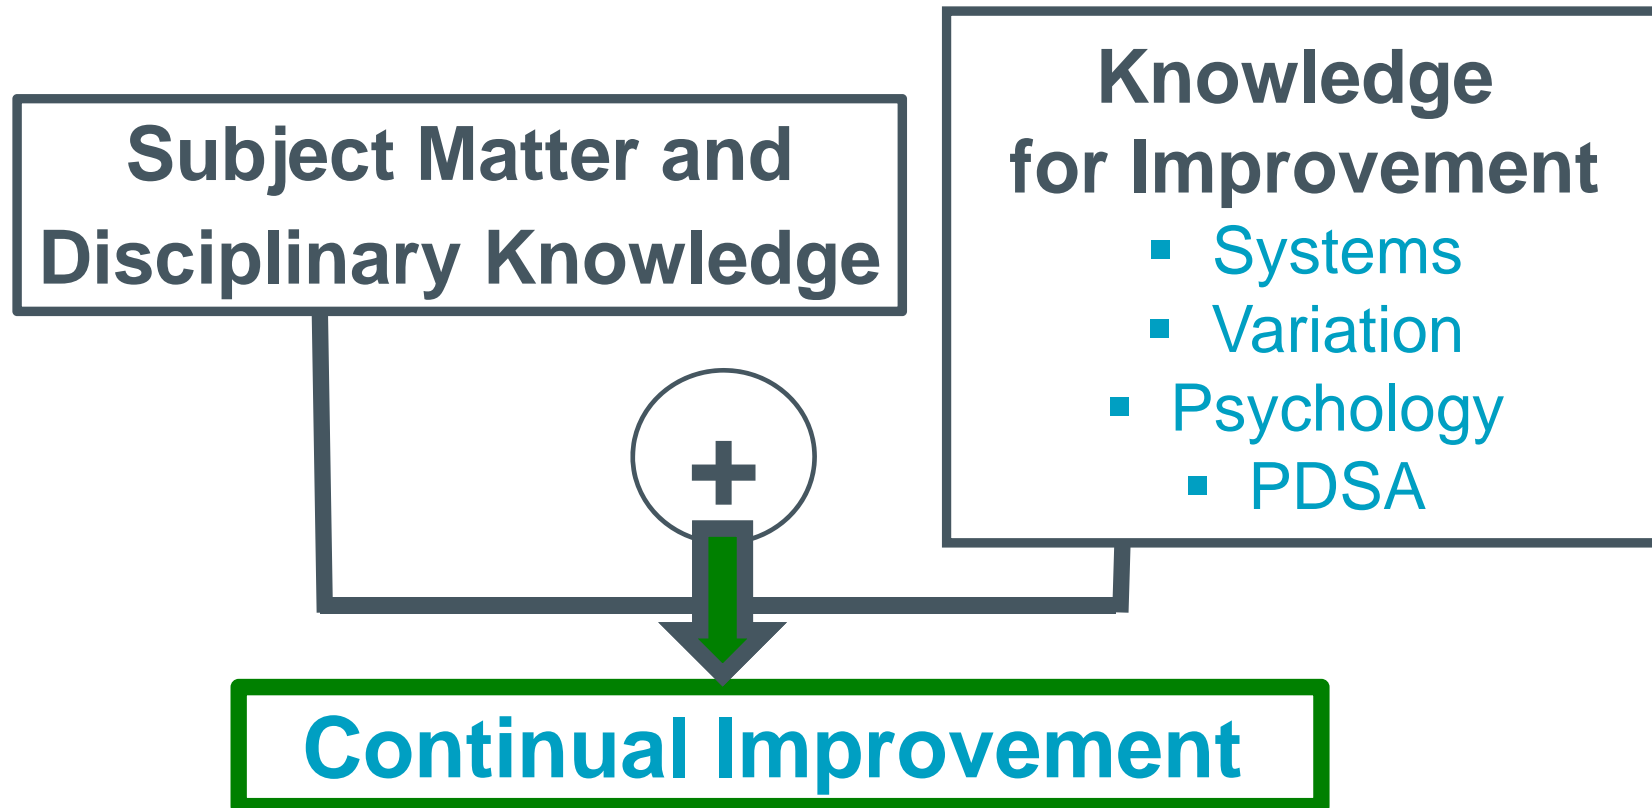 Subject Matter and
Disciplinary Knowledge
Knowledge
for Improvement
▪ Systems
▪ Variation
▪ Psychology
▪ PDSA
+
Continual Improvement